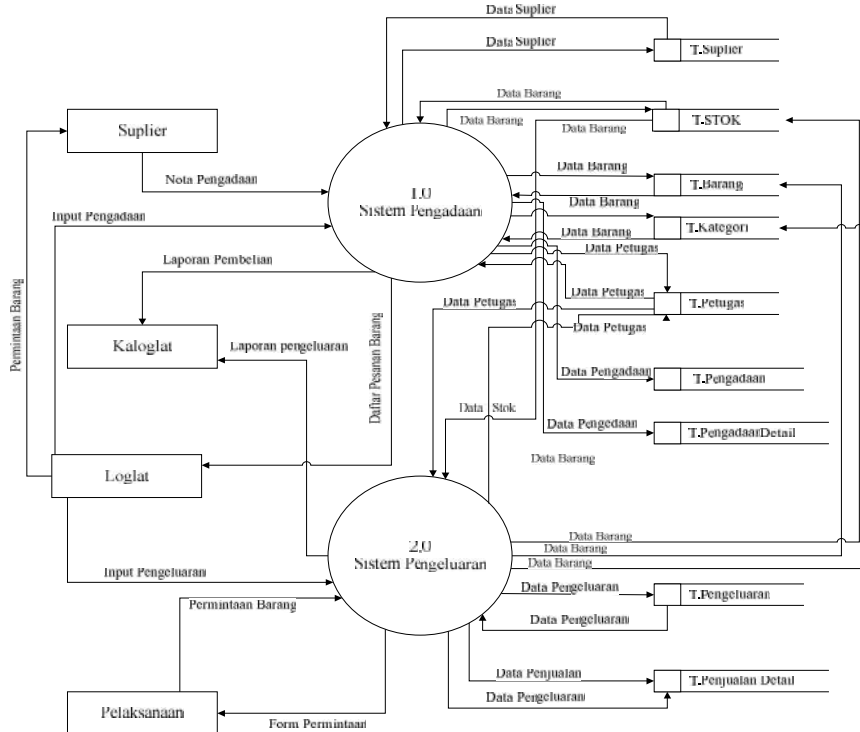 Data Suplier
Data Suplier
T.Suplier
Data Barang
Data Barang
Data Barang
T.STOK
Suplier
Nota Pengadaan
1.0
Sistem Pengadaan
Data Barang
T.Barang
Data Barang
Input Pengadaan
T.Kategori
Data Barang
Data Petugas
Laporan Pembelian
Data Petugas
Data Petugas
T.Petugas
Data Petugas
Permintaan Barang
Kaloglat
Laporan pengeluaran
Daftar Pesanan Barang
Data Pengadaan
T.Pengadaan
Data Stok
Data Pengedaan
T.PengadaanDetail
Data Barang
Loglat
2.0
Sistem Pengeluaran
Data Barang
Data Barang
Data Barang
Input Pengeluaran
Data Pengeluaran
T.Pengeluaran
Permintaan Barang
Data Pengeluaran
Data Penjualan
T.Penjualan Detail
Data Pengeluaran
Pelaksanaan
Form Permintaan